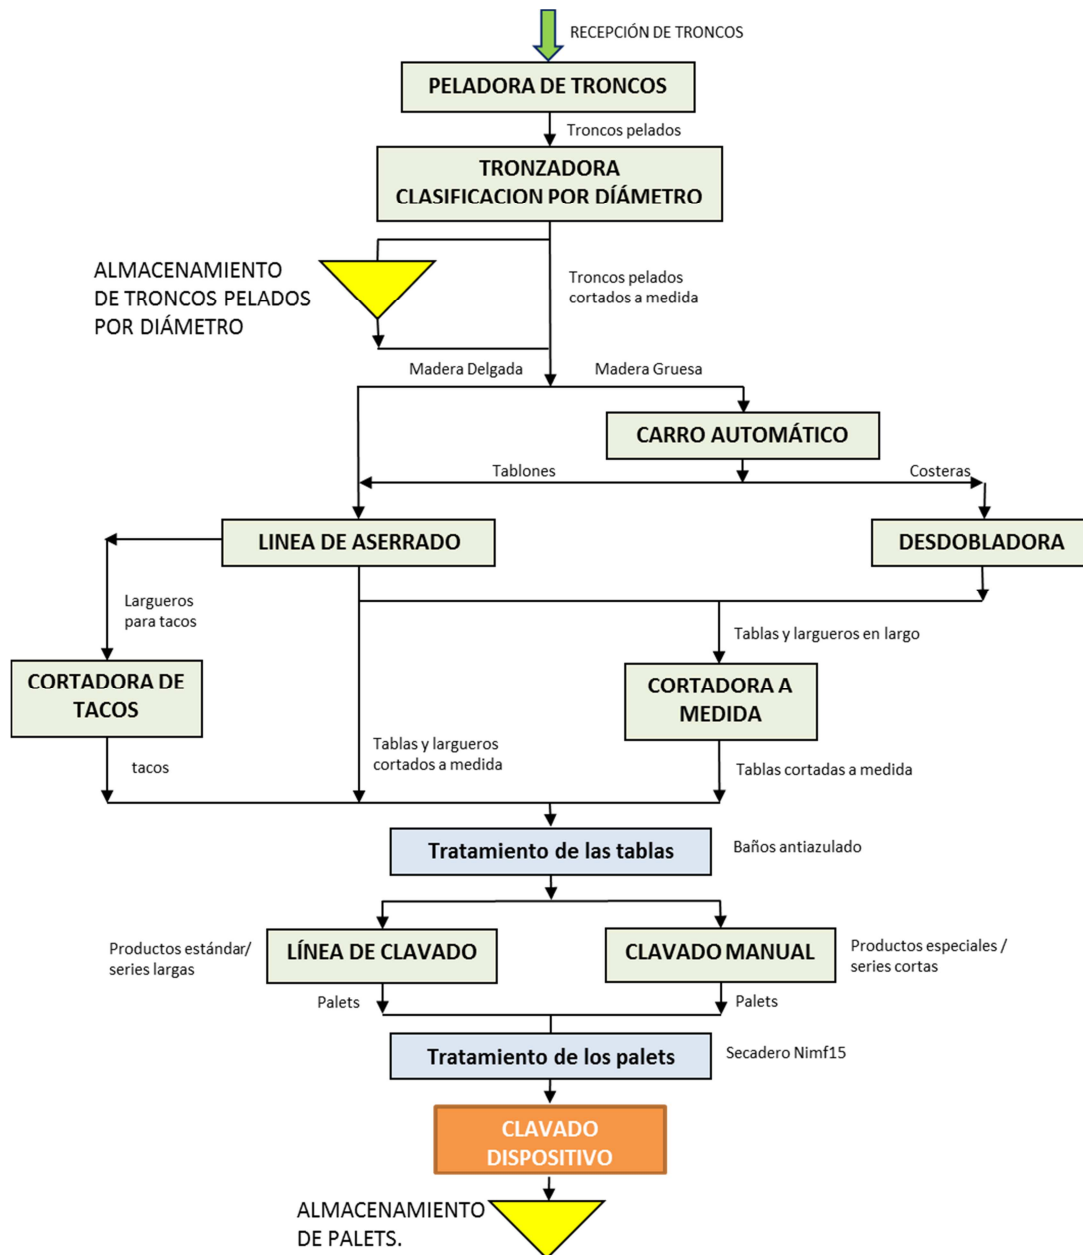 RECEPCIÓN DE TRONCOS
PELADORA DE TRONCOS
Troncos pelados
TRONZADORA
CLASIFICACION POR DÍÁMETRO
ALMACENAMIENTO
DE TRONCOS PELADOS
POR DIÁMETRO
Troncos pelados
cortados a medida
Madera Delgada
Madera Gruesa
CARRO AUTOMÁTICO
Tablones
Costeras
LINEA DE ASERRADO
DESDOBLADORA
Largueros
para tacos
Tablas y largueros en largo
CORTADORA DE
TACOS
CORTADORA A
MEDIDA
tacos
Tablas y largueros
cortados a medida
Tablas cortadas a medida
Tratamiento de las tablas
Baños antiazulado
Productos estándar/
series largas
LÍNEA DE CLAVADO
CLAVADO MANUAL
Productos especiales /
series cortas
Palets
Palets
Tratamiento de los palets
Secadero Nimf15
CLAVADO
DISPOSITIVO
ALMACENAMIENTO
DE PALETS.